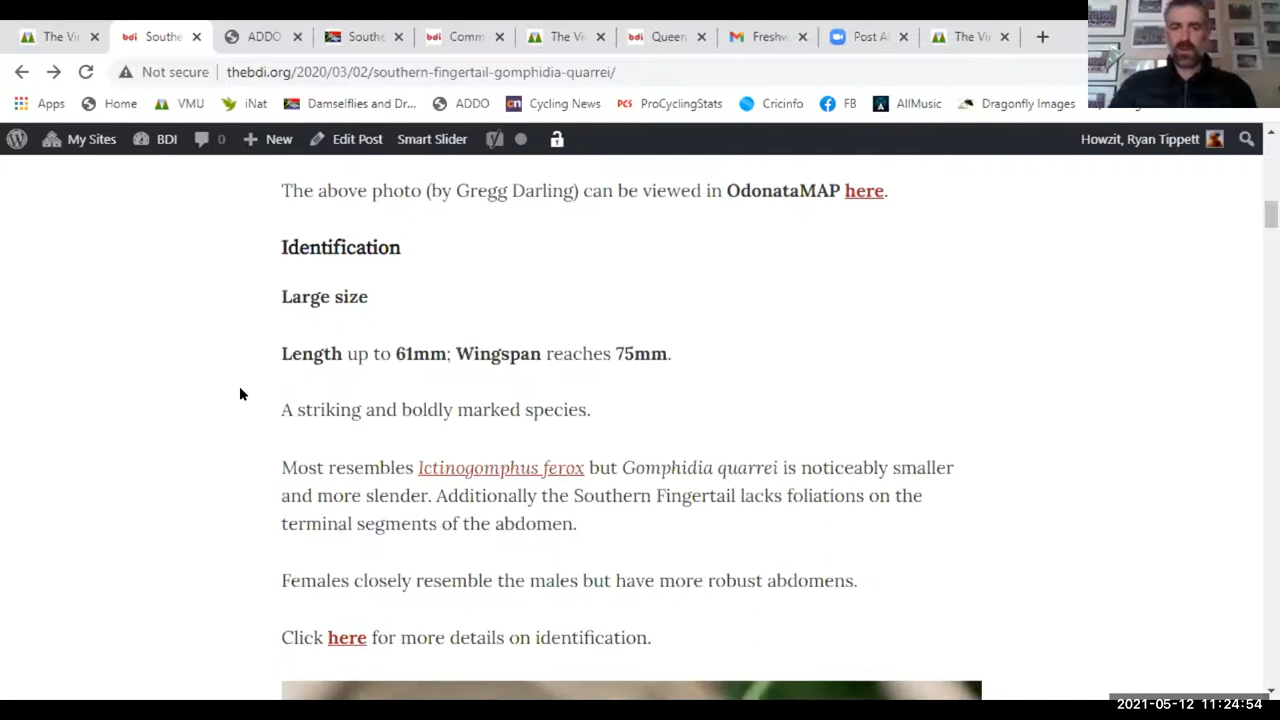 The Vi
Southe
ADDO
Southe
Comm
The Vi
Queen
Freshw
Post A
The Vi
Not secure
thebdi.org/2020/03/02/southern-fingertail-gomphidia-quarrei/
Apps Home VMU iNat Damselflies and Dr... ADDO Cycling News ProCyclingStats Cricinfo FB AllMusic Dragonfly Images
My Sites BDI 0 New Edit Post Smart Slider Howzit, Ryan Tippett
The above photo (by Gregg Darling) can be viewed in OdonataMAP here.
Identification
Large size
Length up to 61mm; Wingspan reaches 75mm.
A striking and boldly marked species.
Most resembles Ictinogomphus ferox but Gomphidia quarrei is noticeably smaller
and more slender. Additionally the Southern Fingertail lacks foliations on the
terminal segments of the abdomen.
Females closely resemble the males but have more robust abdomens.
Click here for more details on identification.
2021-05-12 11:24:54